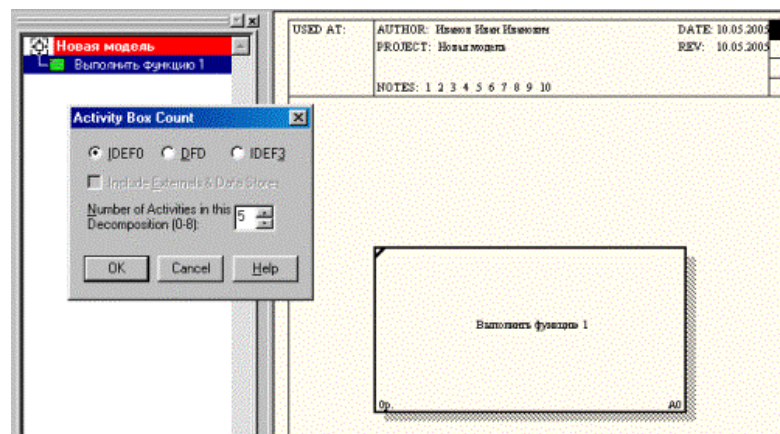 Новая модель
Выполнить функцию 1
Activity Box Count
IDEF0 DFD IDEF3
Include Externals & Data Stores
Number of Activities in this
Decomposition (0-8):
5
OK Cancel Help
USED AT:
AUTHOR: Иванов Иван Иванович
DATE: 10.05.2005
PROJECT: Новая модель
REV: 10.05.2005
NOTES: 1 2 3 4 5 6 7 8 9 10
Выполнить функцию 1
0р.
A0